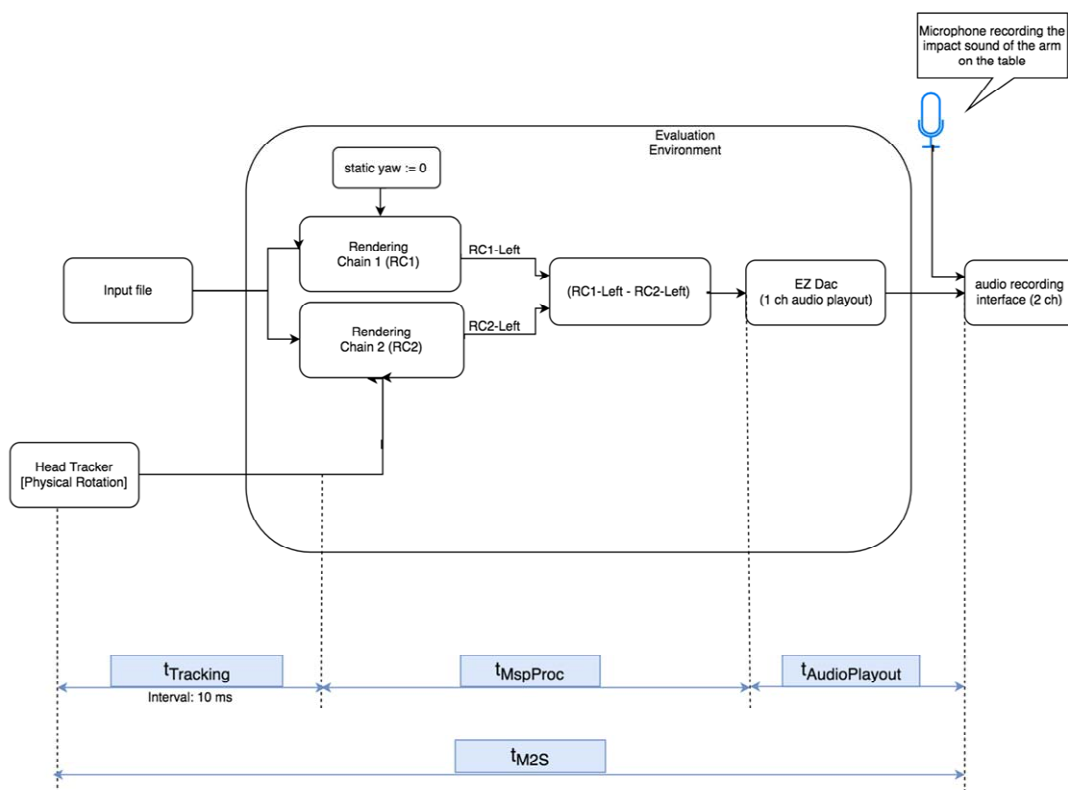 Microphone recording the
impact sound of the arm
on the table
Evaluation
Environment
static yaw := 0
Rendering
Chain 1 (RC1)
RC1-Left
Input file
(RC1-Left - RC2-Left)
EZ Dac
(1 ch audio playout)
audio recording
interface (2 ch)
Rendering
Chain 2 (RC2)
RC2-Left
Head Tracker
[Physical Rotation]
tTracking
Interval: 10 ms
tMspProc
tAudioPlayout
tM2S